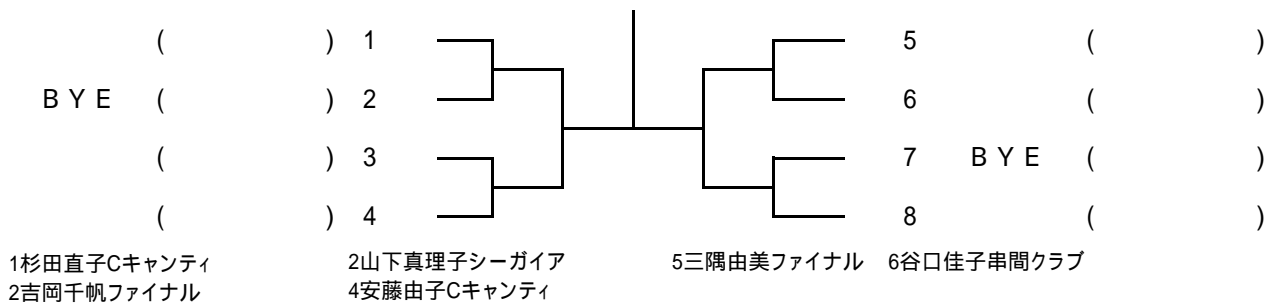 ( ) 1 5 ( )
BYE ( ) 2 6 ( )
( ) 3 7 BYE ( )
( ) 4 8 ( )
1杉田直子Cキャンティ 2山下真理子シーガイア 5三隅由美ファイナル 6谷口佳子串間クラブ
2吉岡千帆ファイナル 4安藤由子Cキャンティ